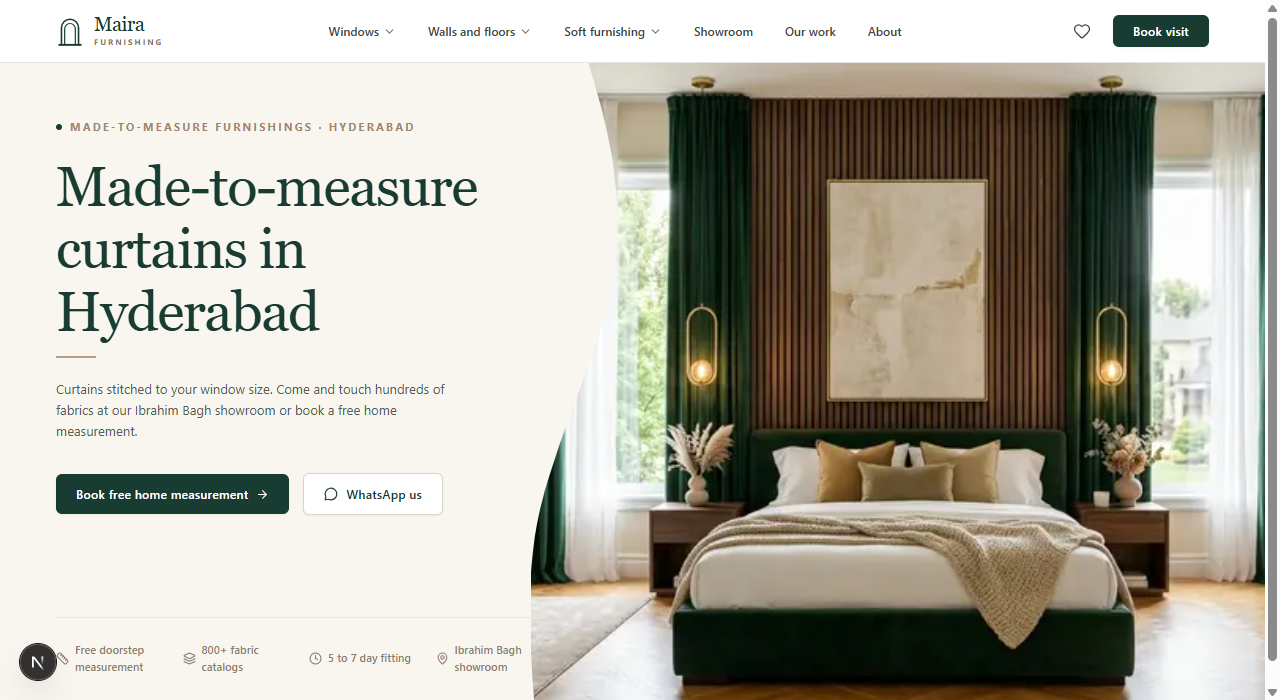 Maira
FURNISHING
Windows
Walls and floors
Soft furnishing
Showroom
Our work
About
Book visit
MADE-TO-MEASURE FURNISHINGS · HYDERABAD
Made-to-measure
curtains in
Hyderabad
Curtains stitched to your window size. Come and touch hundreds of
fabrics at our Ibrahim Bagh showroom or book a free home
measurement.
Book free home measurement →
WhatsApp us
Free doorstep
measurement
800+ fabric
catalogs
5 to 7 day fitting
Ibrahim Bagh
showroom
N